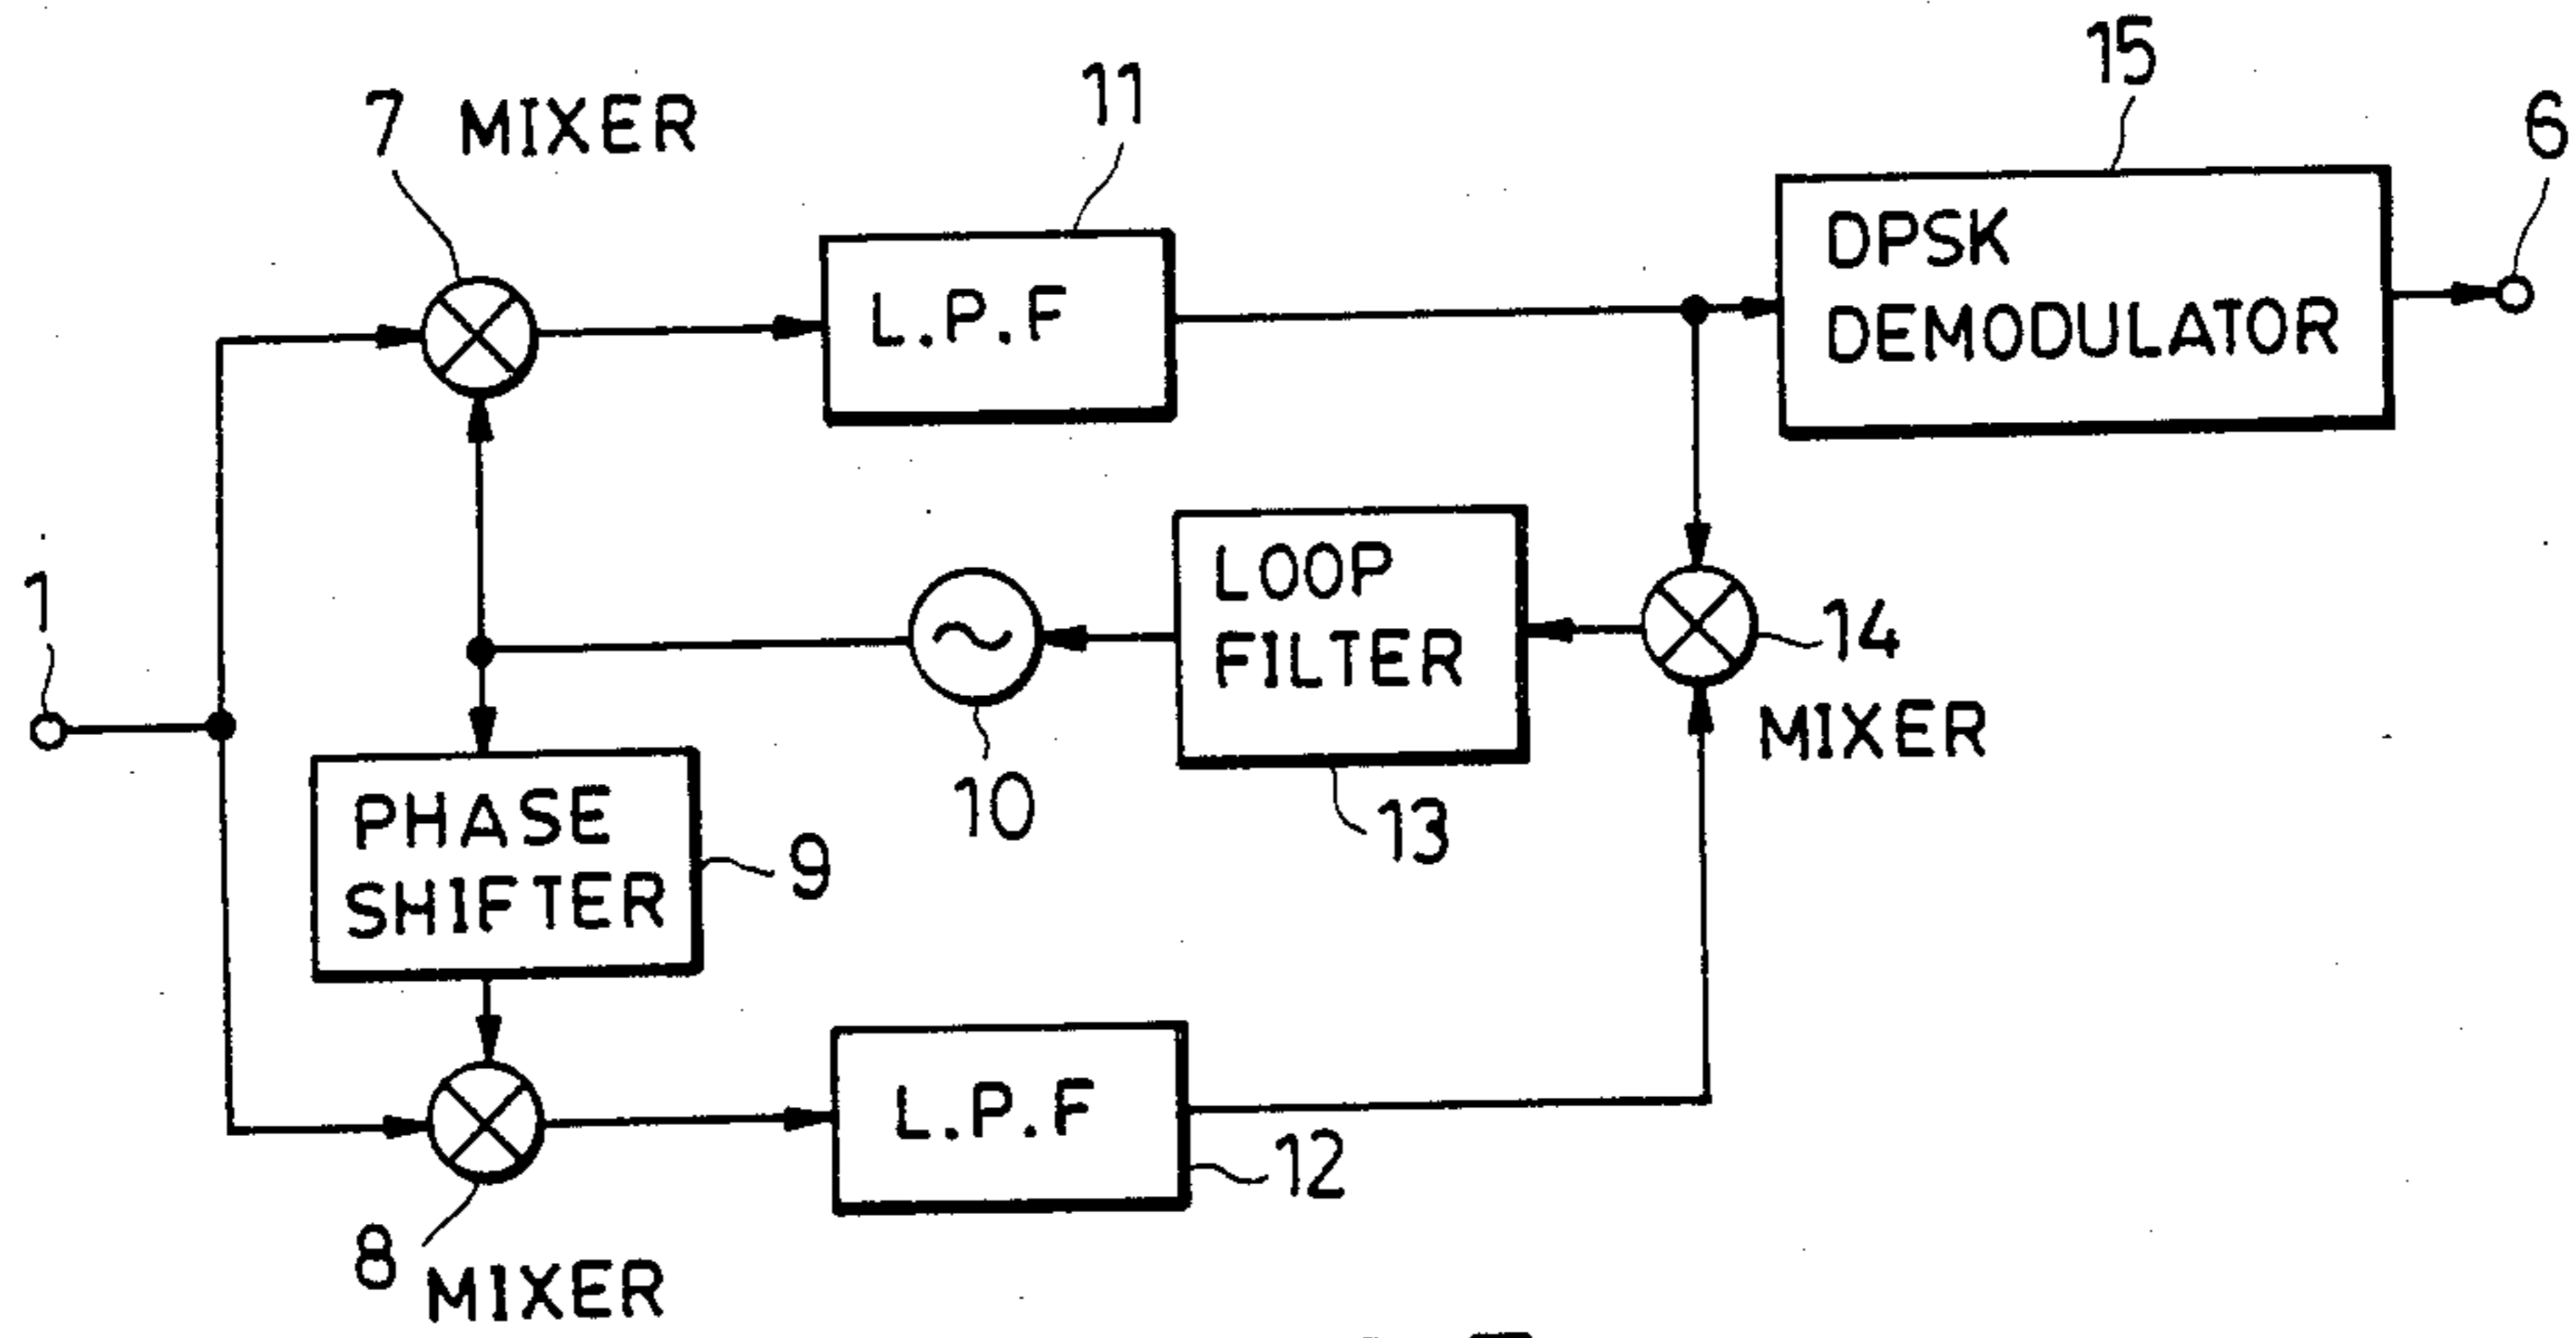 7 MIXER
11
15
6
L.P.F
DPSK
DEMODULATOR
1
LOOP
FILTER
14
MIXER
10
13
PHASE
SHIFTER
9
L.P.F
12
8 MIXER